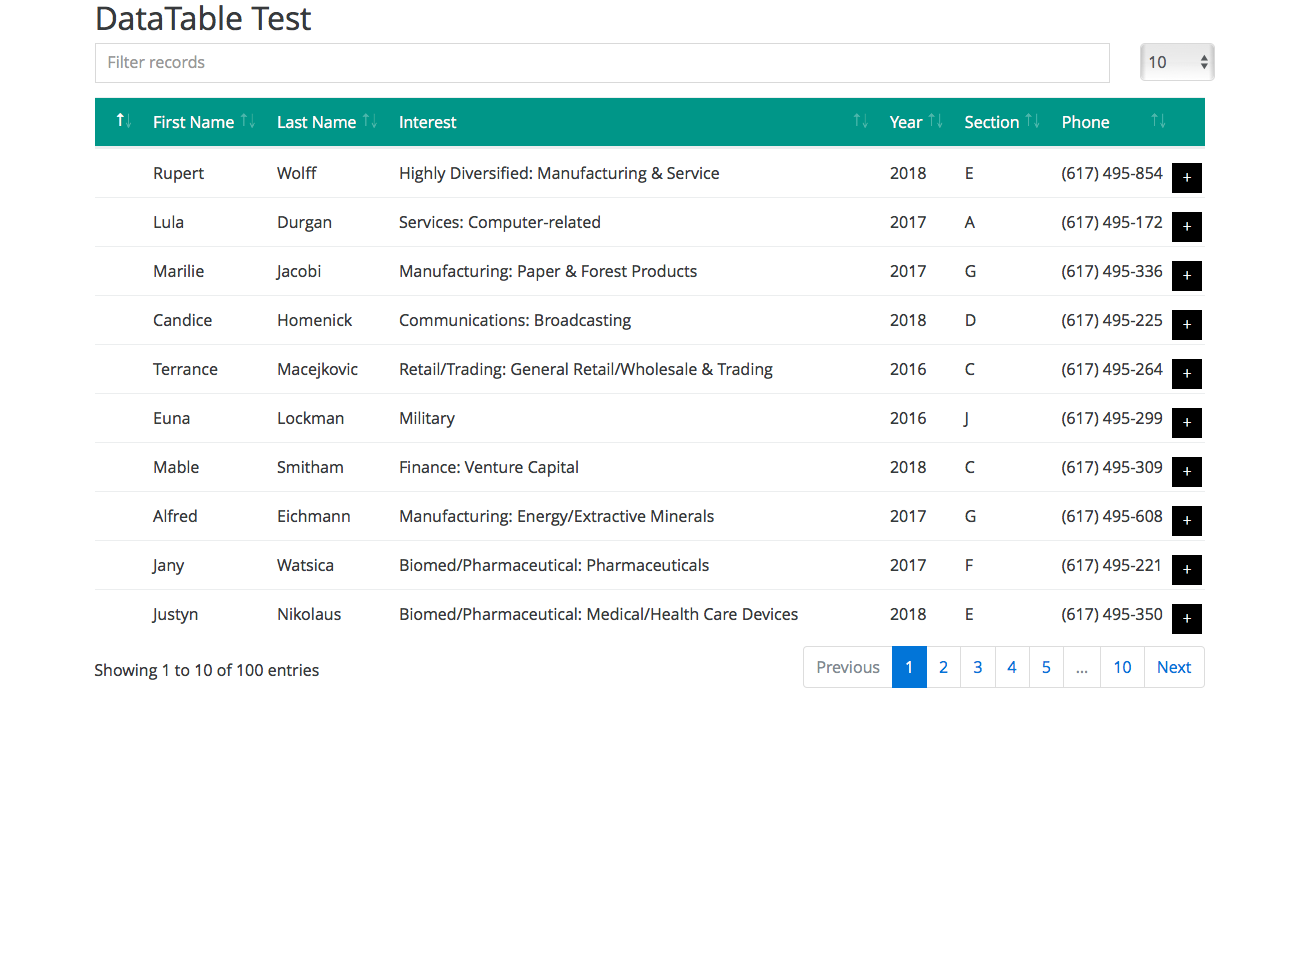 DataTable Test
Filter records 10
First Name Last Name Interest Year Section Phone
Rupert Wolff Highly Diversified: Manufacturing & Service 2018 E (617) 495-854 +
Lula Durgan Services: Computer-related 2017 A (617) 495-172 +
Marilie Jacobi Manufacturing: Paper & Forest Products 2017 G (617) 495-336 +
Candice Homenick Communications: Broadcasting 2018 D (617) 495-225 +
Terrance Macejkovic Retail/Trading: General Retail/Wholesale & Trading 2016 C (617) 495-264 +
Euna Lockman Military 2016 J (617) 495-299 +
Mable Smitham Finance: Venture Capital 2018 C (617) 495-309 +
Alfred Eichmann Manufacturing: Energy/Extractive Minerals 2017 G (617) 495-608 +
Jany Watsica Biomed/Pharmaceutical: Pharmaceuticals 2017 F (617) 495-221 +
Justyn Nikolaus Biomed/Pharmaceutical: Medical/Health Care Devices 2018 E (617) 495-350 +
Showing 1 to 10 of 100 entries Previous 1 2 3 4 5 ... 10 Next